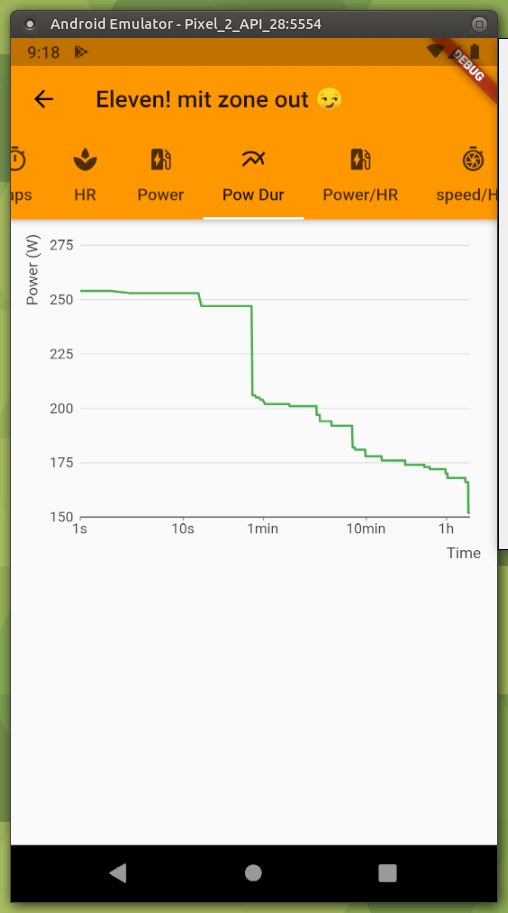 Android Emulator - Pixel_2_API_28:5554
9:18
DEBUG
Eleven! mit zone out 😏
HR
Power
Pow Dur
Power/HR
speed/H
Power (W)
275
250
225
200
175
150
1s
10s
1min
10min
1h
Time